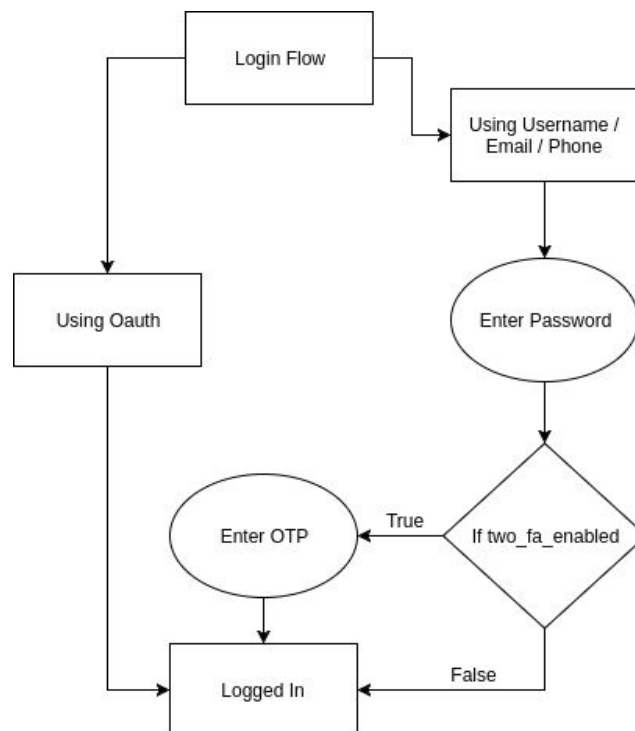 Login Flow
Using Username /
Email / Phone
Using Oauth
Enter Password
Enter OTP
True
If two_fa_enabled
Logged In
False